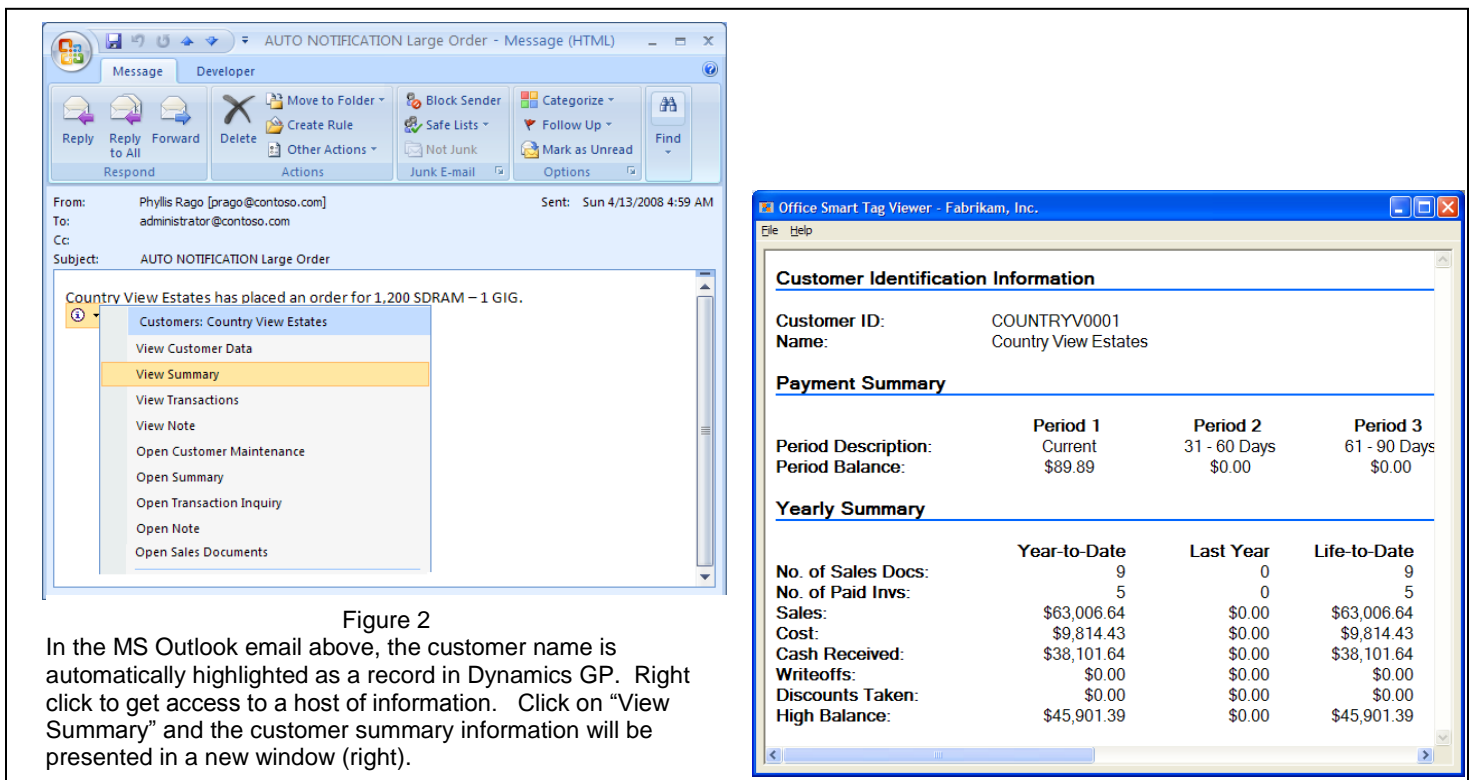 AUTO NOTIFICATION Large Order - Message (HTML)
Message Developer
Reply
Reply to All
Forward
Respond
Delete
Move to Folder
Create Rule
Other Actions
Actions
Block Sender
Safe Lists
Not Junk
Junk E-mail
Categorize
Follow Up
Mark as Unread
Options
Find
From: Phyllis Rago [prago@contoso.com] Sent: Sun 4/13/2008 4:59 AM
To: administrator@contoso.com
Cc:
Subject: AUTO NOTIFICATION Large Order
Country View Estates has placed an order for 1,200 SDRAM – 1 GIG.
Customers: Country View Estates
View Customer Data
View Summary
View Transactions
View Note
Open Customer Maintenance
Open Summary
Open Transaction Inquiry
Open Note
Open Sales Documents
Figure 2
In the MS Outlook email above, the customer name is
automatically highlighted as a record in Dynamics GP. Right
click to get access to a host of information. Click on “View
Summary” and the customer summary information will be
presented in a new window (right).
Office Smart Tag Viewer - Fabrikam, Inc.
File Help
Customer Identification Information
Customer ID: COUNTRYV0001
Name: Country View Estates
Payment Summary
Period 1 Period 2 Period 3
Period Description: Current 31 - 60 Days 61 - 90 Days
Period Balance: $89.89 $0.00 $0.00
Yearly Summary
Year-to-Date Last Year Life-to-Date
No. of Sales Docs: 9 0 9
No. of Paid Invs: 5 0 5
Sales: $63,006.64 $0.00 $63,006.64
Cost: $9,814.43 $0.00 $9,814.43
Cash Received: $38,101.64 $0.00 $38,101.64
Writeoffs: $0.00 $0.00 $0.00
Discounts Taken: $0.00 $0.00 $0.00
High Balance: $45,901.39 $0.00 $45,901.39